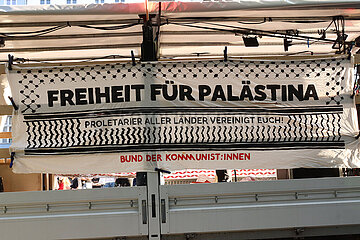 FREIHEIT FÜR PALÄSTINA
PROLETARIER ALLER LÄNDER VEREINIGT EUCH!
BUND DER KOMMUNIST:INNEN